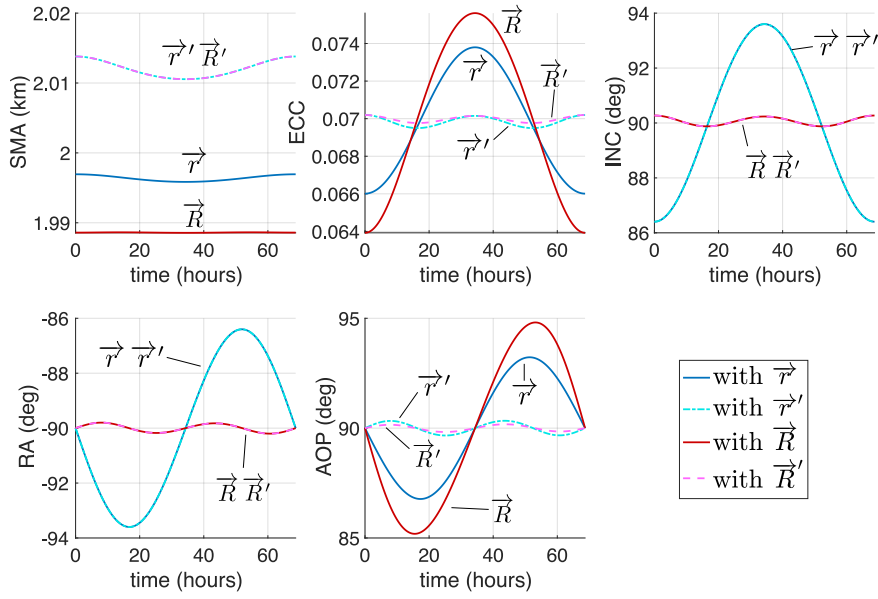 2.02
2.01
2
1.99
SMA (km)
0 20 40 60
time (hours)
r⃗′ R⃗′
r⃗
R⃗
0.074
0.072
0.07
0.068
0.066
0.064
ECC
0 20 40 60
time (hours)
R⃗
r⃗
R⃗′
r⃗′
94
92
90
88
86
INC (deg)
0 20 40 60
time (hours)
r⃗ r⃗′
R⃗ R⃗′
-86
-88
-90
-92
-94
RA (deg)
0 20 40 60
time (hours)
r⃗ r⃗′
R⃗ R⃗′
95
90
85
AOP (deg)
0 20 40 60
time (hours)
r⃗′
r⃗
R⃗′
R⃗
with r⃗
with r⃗′
with R⃗
with R⃗′